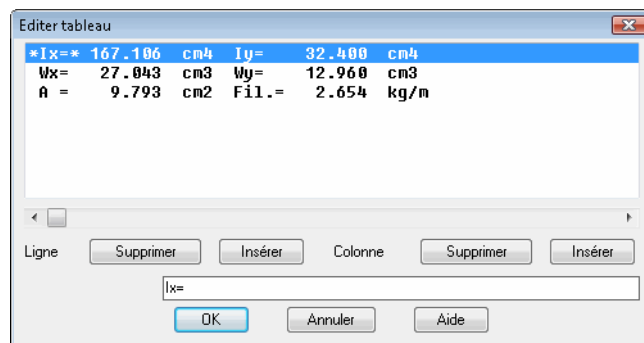 Editer tableau
*Ix=* 167.106 cm4 Iy= 32.400 cm4
Wx= 27.043 cm3 Wy= 12.960 cm3
A = 9.793 cm2 Fil.= 2.654 kg/m
Ligne Supprimer Insérer Colonne Supprimer Insérer
Ix=
OK Annuler Aide